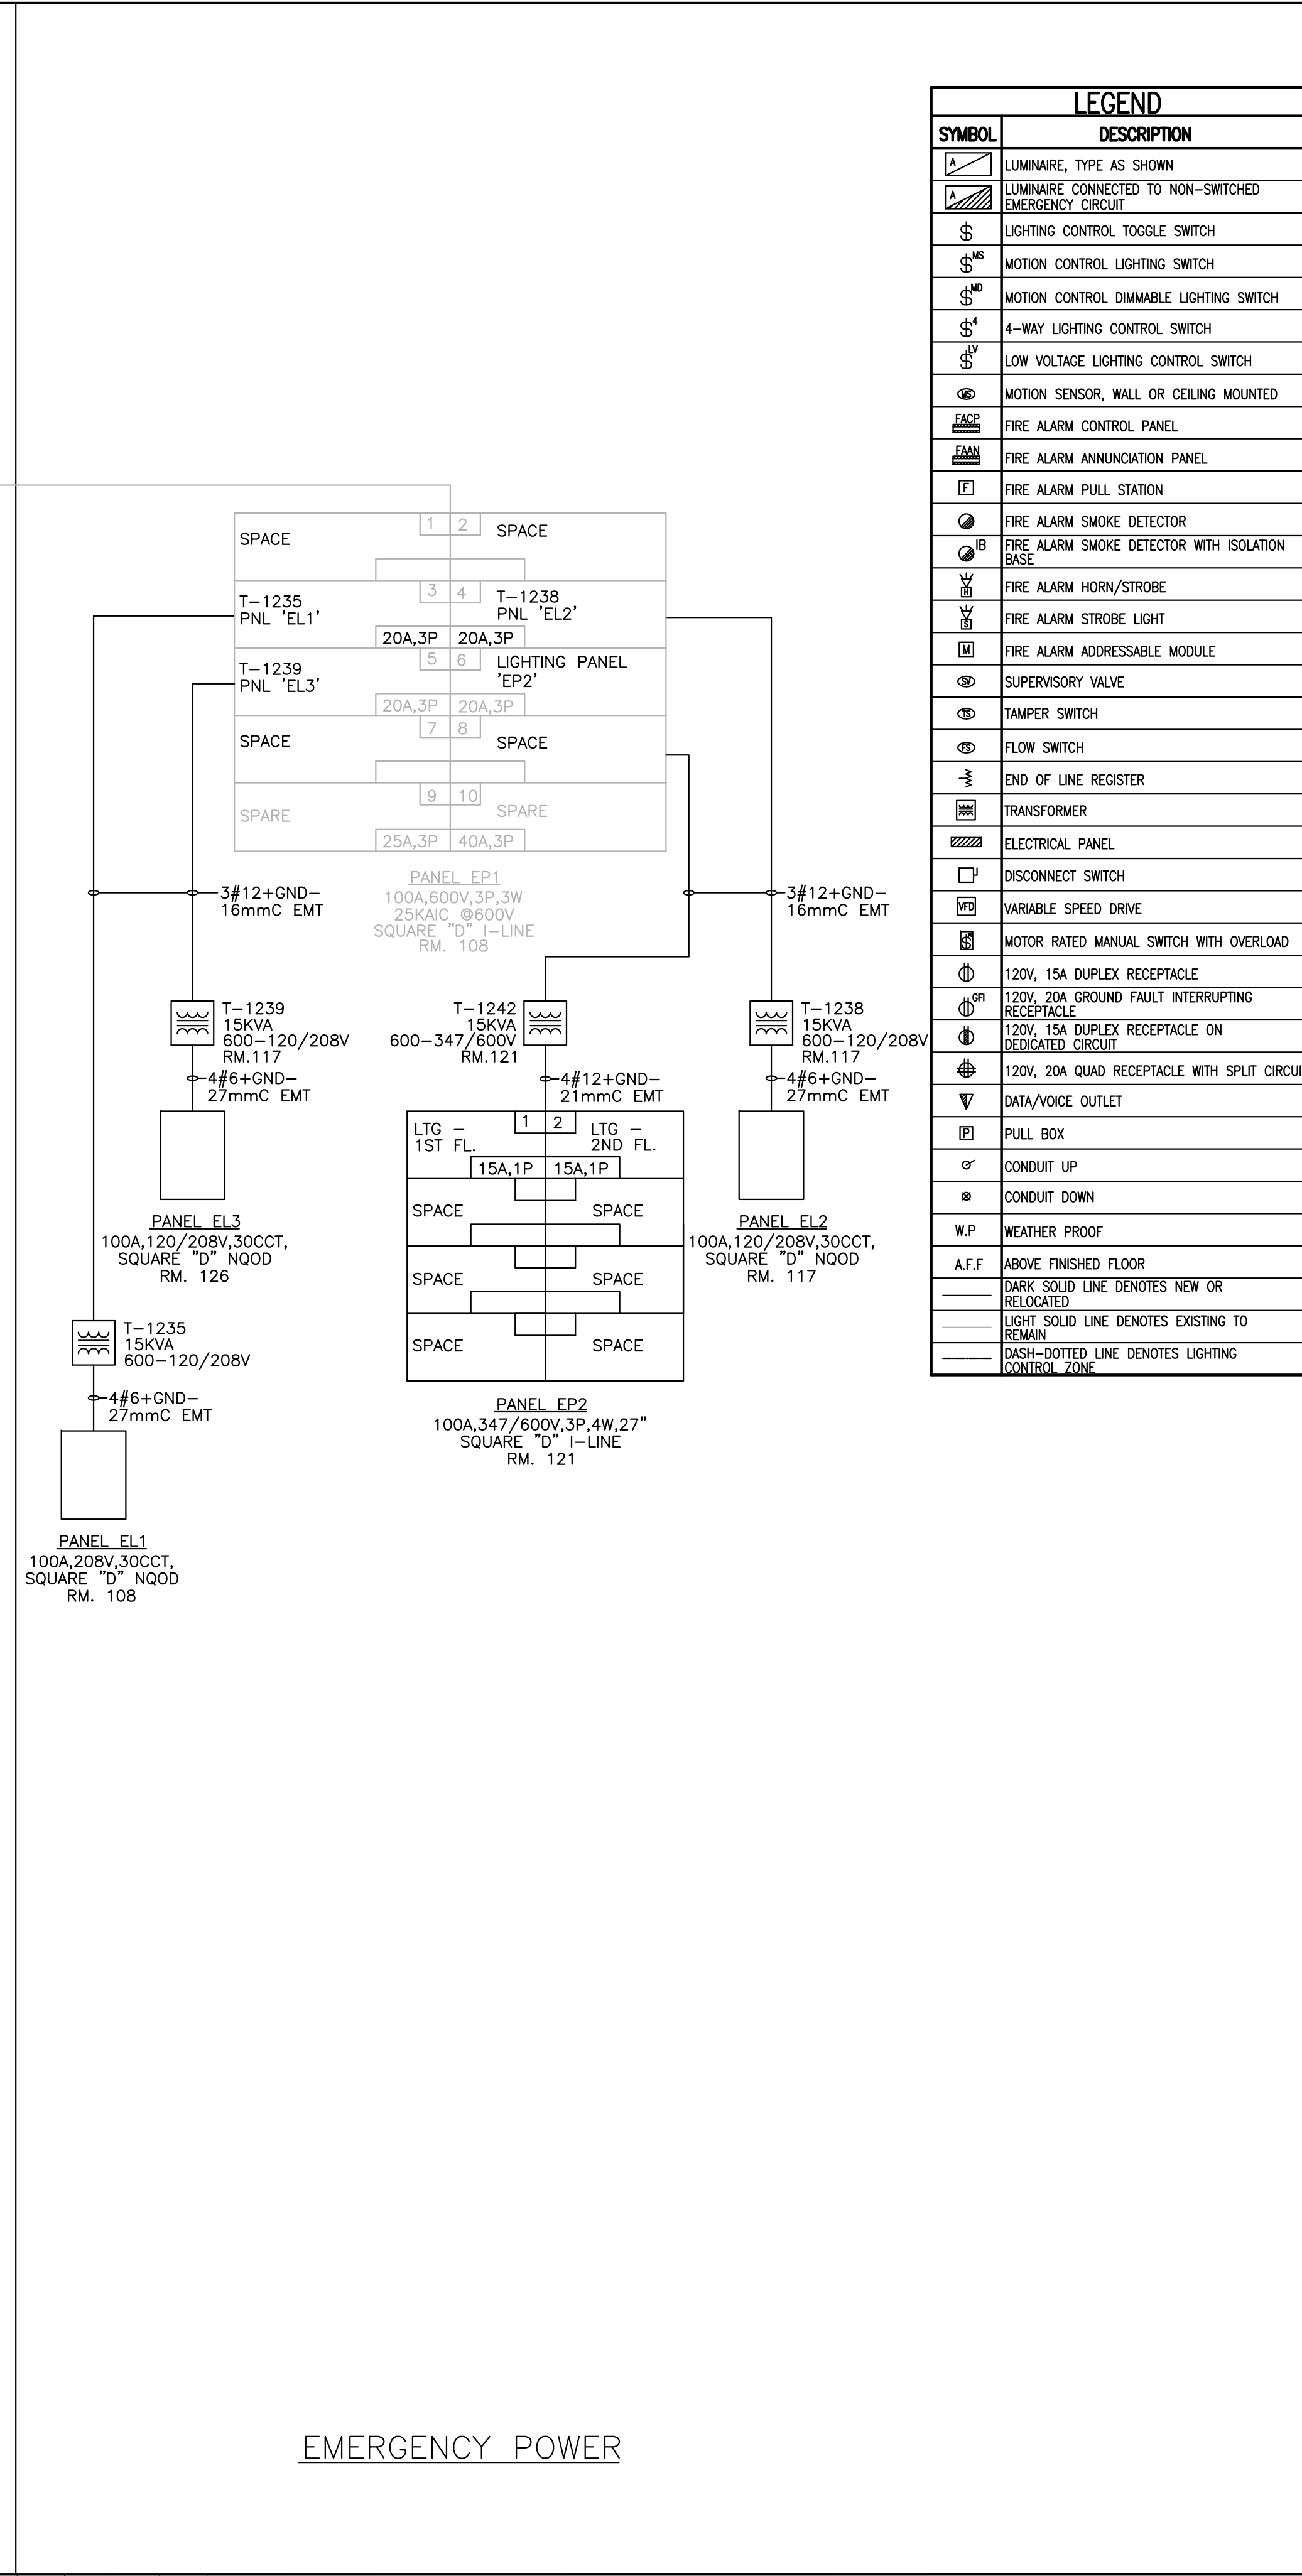 SPACE
1
2
SPACE
T-1235
PNL 'EL1'
3
4
T-1238
PNL 'EL2'
20A,3P
20A,3P
T-1239
PNL 'EL3'
5
6
LIGHTING PANEL
'EP2'
20A,3P
20A,3P
SPACE
7
8
SPACE
SPARE
9
10
SPARE
25A,3P
40A,3P
PANEL EP1
100A,600V,3P,3W
25KAIC @600V
SQUARE "D" I-LINE
RM. 108
3#12+GND-
16mmC EMT
3#12+GND-
16mmC EMT
T-1239
15KVA
600-120/208V
RM.117
4#6+GND-
27mmC EMT
PANEL EL3
100A,120/208V,30CCT,
SQUARE "D" NQOD
RM. 126
T-1242
15KVA
600-347/600V
RM.121
4#12+GND-
21mmC EMT
LTG -
1ST FL.
1
2
LTG -
2ND FL.
15A,1P
15A,1P
SPACE
SPACE
SPACE
SPACE
SPACE
SPACE
PANEL EP2
100A,347/600V,3P,4W,27"
SQUARE "D" I-LINE
RM. 121
T-1238
15KVA
600-120/208V
RM.117
4#6+GND-
27mmC EMT
PANEL EL2
100A,120/208V,30CCT,
SQUARE "D" NQOD
RM. 117
T-1235
15KVA
600-120/208V
4#6+GND-
27mmC EMT
PANEL EL1
100A,208V,30CCT,
SQUARE "D" NQOD
RM. 108
LEGEND
SYMBOL DESCRIPTION
A LUMINAIRE, TYPE AS SHOWN
A LUMINAIRE CONNECTED TO NON-SWITCHED
EMERGENCY CIRCUIT
$ LIGHTING CONTROL TOGGLE SWITCH
$MS MOTION CONTROL LIGHTING SWITCH
$MD MOTION CONTROL DIMMABLE LIGHTING SWITCH
$4 4-WAY LIGHTING CONTROL SWITCH
$LV LOW VOLTAGE LIGHTING CONTROL SWITCH
MS MOTION SENSOR, WALL OR CEILING MOUNTED
FACP FIRE ALARM CONTROL PANEL
FAAN FIRE ALARM ANNUNCIATION PANEL
F FIRE ALARM PULL STATION
FIRE ALARM SMOKE DETECTOR
IB FIRE ALARM SMOKE DETECTOR WITH ISOLATION
BASE
H FIRE ALARM HORN/STROBE
S FIRE ALARM STROBE LIGHT
M FIRE ALARM ADDRESSABLE MODULE
SV SUPERVISORY VALVE
TS TAMPER SWITCH
FS FLOW SWITCH
END OF LINE REGISTER
TRANSFORMER
ELECTRICAL PANEL
DISCONNECT SWITCH
VFD VARIABLE SPEED DRIVE
$ MOTOR RATED MANUAL SWITCH WITH OVERLOAD
120V, 15A DUPLEX RECEPTACLE
GFI 120V, 20A GROUND FAULT INTERRUPTING
RECEPTACLE
120V, 15A DUPLEX RECEPTACLE ON
DEDICATED CIRCUIT
120V, 20A QUAD RECEPTACLE WITH SPLIT CIRCUI
DATA/VOICE OUTLET
P PULL BOX
CONDUIT UP
CONDUIT DOWN
W.P WEATHER PROOF
A.F.F ABOVE FINISHED FLOOR
DARK SOLID LINE DENOTES NEW OR
RELOCATED
LIGHT SOLID LINE DENOTES EXISTING TO
REMAIN
DASH-DOTTED LINE DENOTES LIGHTING
CONTROL ZONE
EMERGENCY POWER